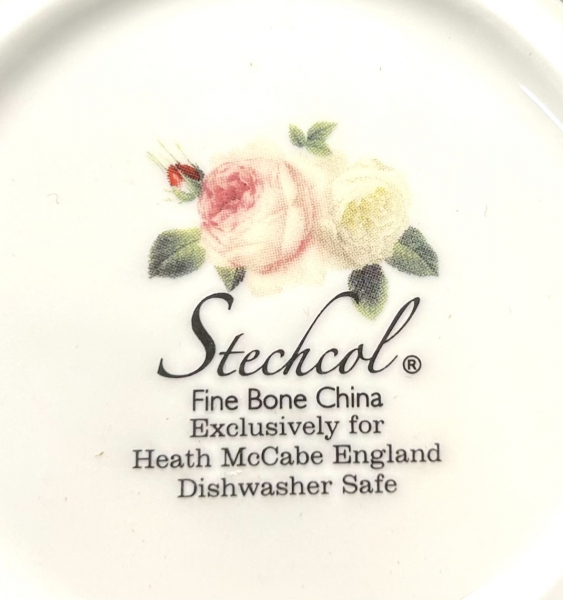 Stechcol ®
Fine Bone China
Exclusively for
Heath McCabe England
Dishwasher Safe